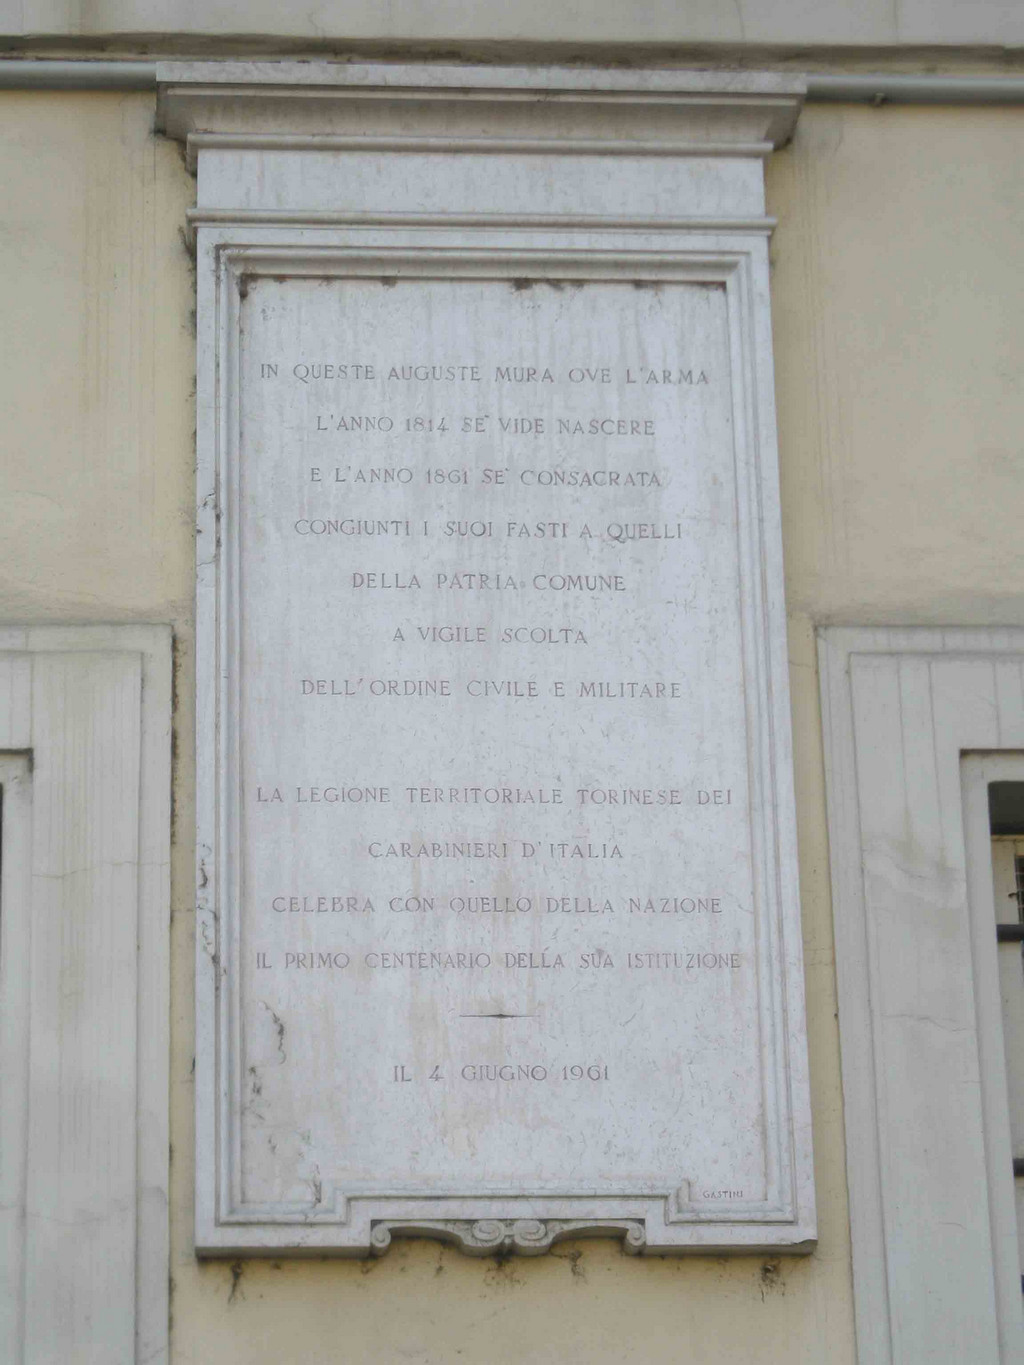 IN QUESTE AUGUSTE MURA OVE L'ARMA
L'ANNO 1814 SE' VIDE NASCERE
E L'ANNO 1861 SE' CONSACRATA
CONGIUNTI I SUOI FASTI A QUELLI
DELLA PATRIA COMUNE
A VIGILE SCOLTA
DELL'ORDINE CIVILE E MILITARE
LA LEGIONE TERRITORIALE TORINESE DEI
CARABINIERI D'ITALIA
CELEBRA CON QUELLO DELLA NAZIONE
IL PRIMO CENTENARIO DELLA SUA ISTITUZIONE
IL 4 GIUGNO 1961
GASTINI